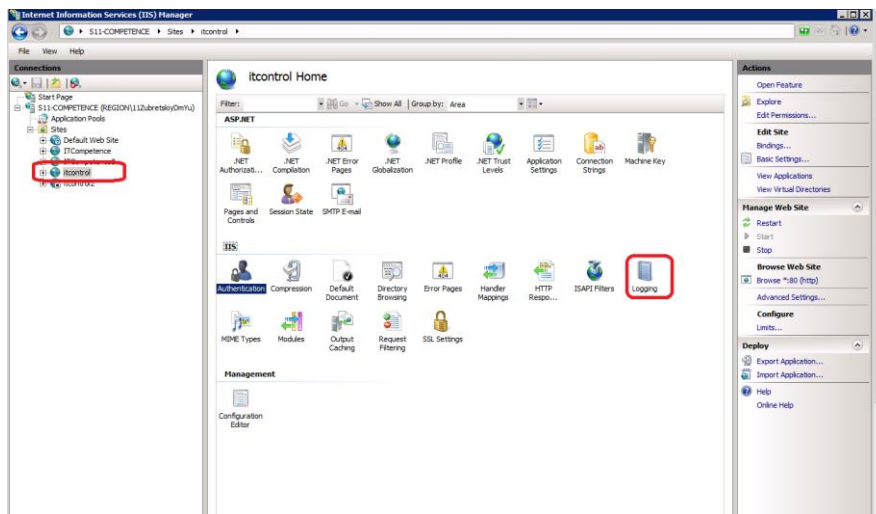 Internet Information Services (IIS) Manager
S11-COMPETENCE ▸ Sites ▸ itcontrol ▸
File View Help
Connections
Start Page
S11-COMPETENCE (REGION\11ZubretskiyDmYu)
Application Pools
Sites
Default Web Site
ITCompetence
itcontrol
itcontrol2
itcontrol Home
Filter: Go Show All Group by: Area
ASP.NET
.NET Authorizati...
.NET Compilation
.NET Error Pages
.NET Globalization
.NET Profile
.NET Trust Levels
Application Settings
Connection Strings
Machine Key
Pages and Controls
Session State
SMTP E-mail
IIS
Authentication
Compression
Default Document
Directory Browsing
Error Pages
Handler Mappings
HTTP Respo...
ISAPI Filters
Logging
MIME Types
Modules
Output Caching
Request Filtering
SSL Settings
Management
Configuration Editor
Actions
Open Feature
Explore
Edit Permissions...
Edit Site
Bindings...
Basic Settings...
View Applications
View Virtual Directories
Manage Web Site
Restart
Start
Stop
Browse Web Site
Browse *:80 (http)
Advanced Settings...
Configure
Limits...
Deploy
Export Application...
Import Application...
Help
Online Help